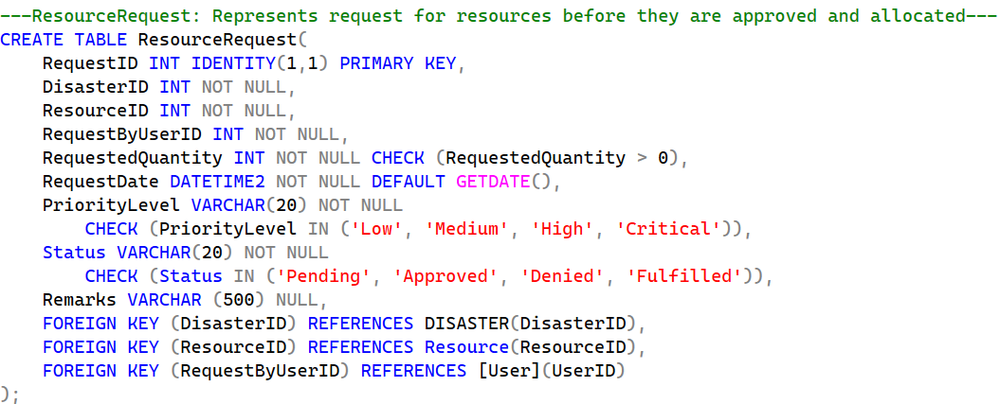 ---ResourceRequest: Represents request for resources before they are approved and allocated---
CREATE TABLE ResourceRequest(
    RequestID INT IDENTITY(1,1) PRIMARY KEY,
    DisasterID INT NOT NULL,
    ResourceID INT NOT NULL,
    RequestByUserID INT NOT NULL,
    RequestedQuantity INT NOT NULL CHECK (RequestedQuantity > 0),
    RequestDate DATETIME2 NOT NULL DEFAULT GETDATE(),
    PriorityLevel VARCHAR(20) NOT NULL
        CHECK (PriorityLevel IN ('Low', 'Medium', 'High', 'Critical')),
    Status VARCHAR(20) NOT NULL
        CHECK (Status IN ('Pending', 'Approved', 'Denied', 'Fulfilled')),
    Remarks VARCHAR (500) NULL,
    FOREIGN KEY (DisasterID) REFERENCES DISASTER(DisasterID),
    FOREIGN KEY (ResourceID) REFERENCES Resource(ResourceID),
    FOREIGN KEY (RequestByUserID) REFERENCES [User](UserID)
);